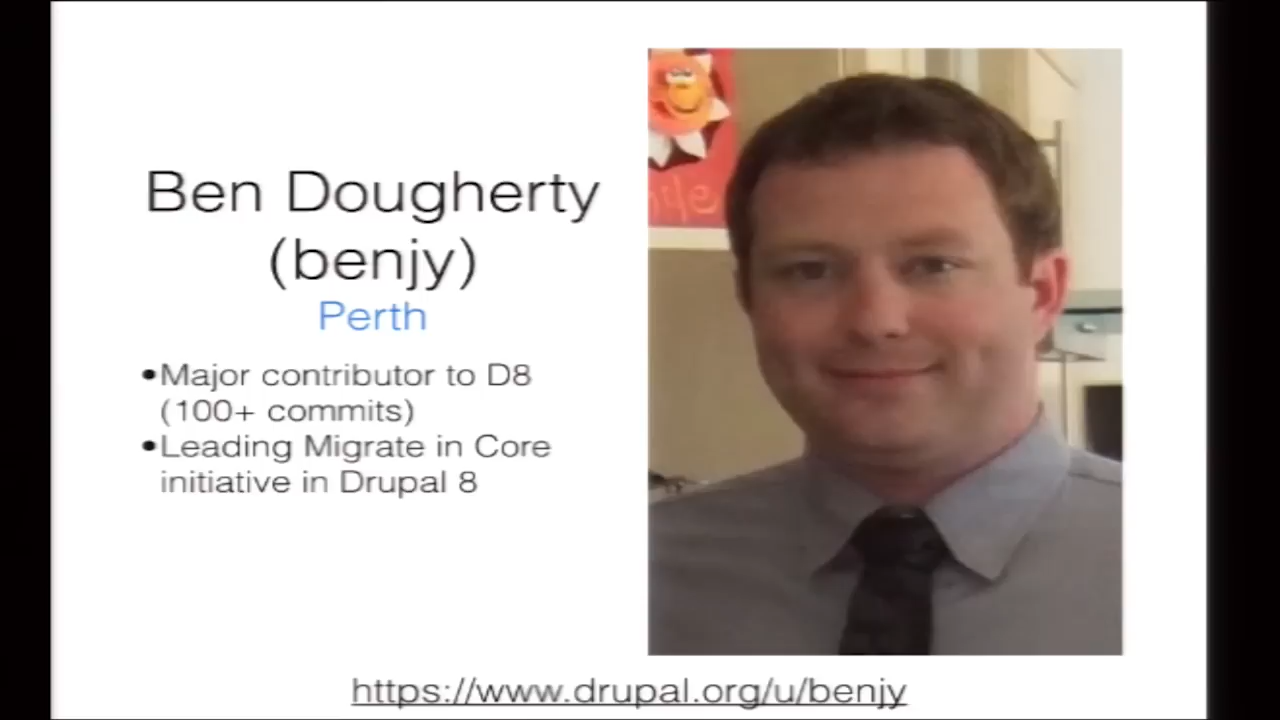 Ben Dougherty
(benjy)
Perth
•Major contributor to D8
(100+ commits)
•Leading Migrate in Core
initiative in Drupal 8
https://www.drupal.org/u/benjy